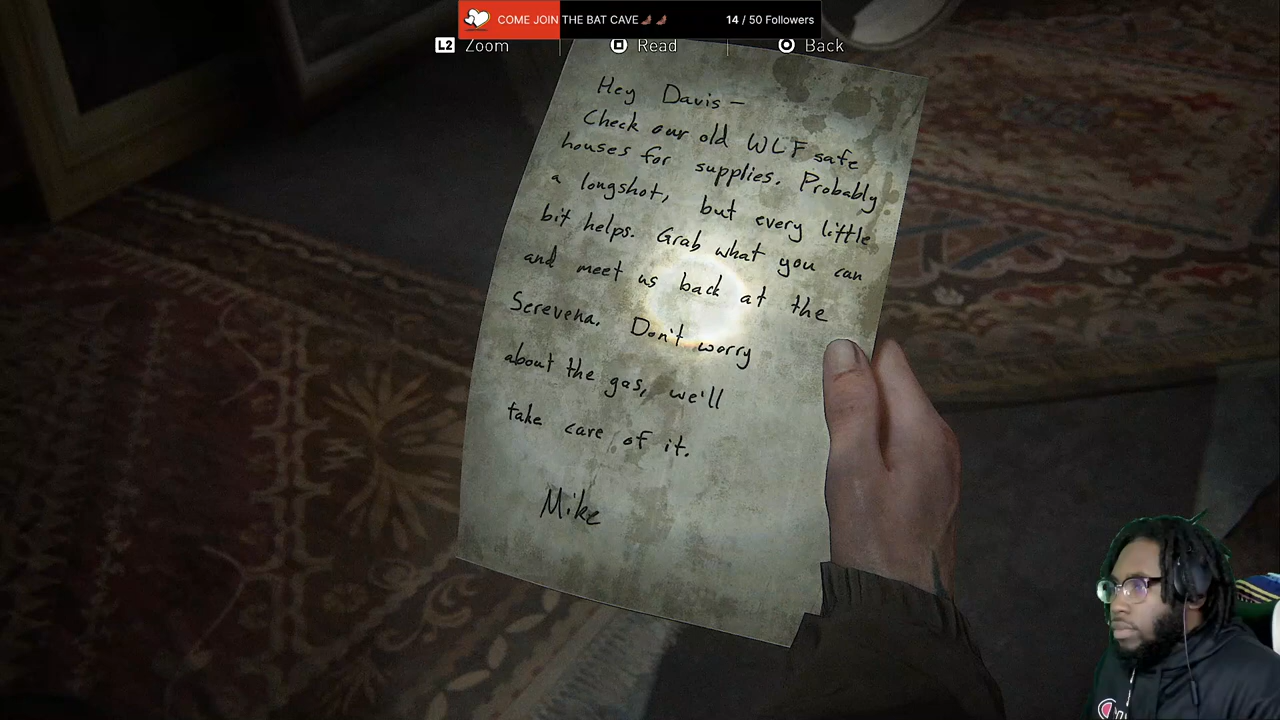 COME JOIN THE BAT CAVE 14 / 50 Followers
L2 Zoom Read Back
Hey Davis –
Check our old WLF safe
houses for supplies. Probably
a longshot, but every little
bit helps. Grab what you can
and meet us back at the
Serevena. Don't worry
about the gas, we'll
take care of it.
Mike